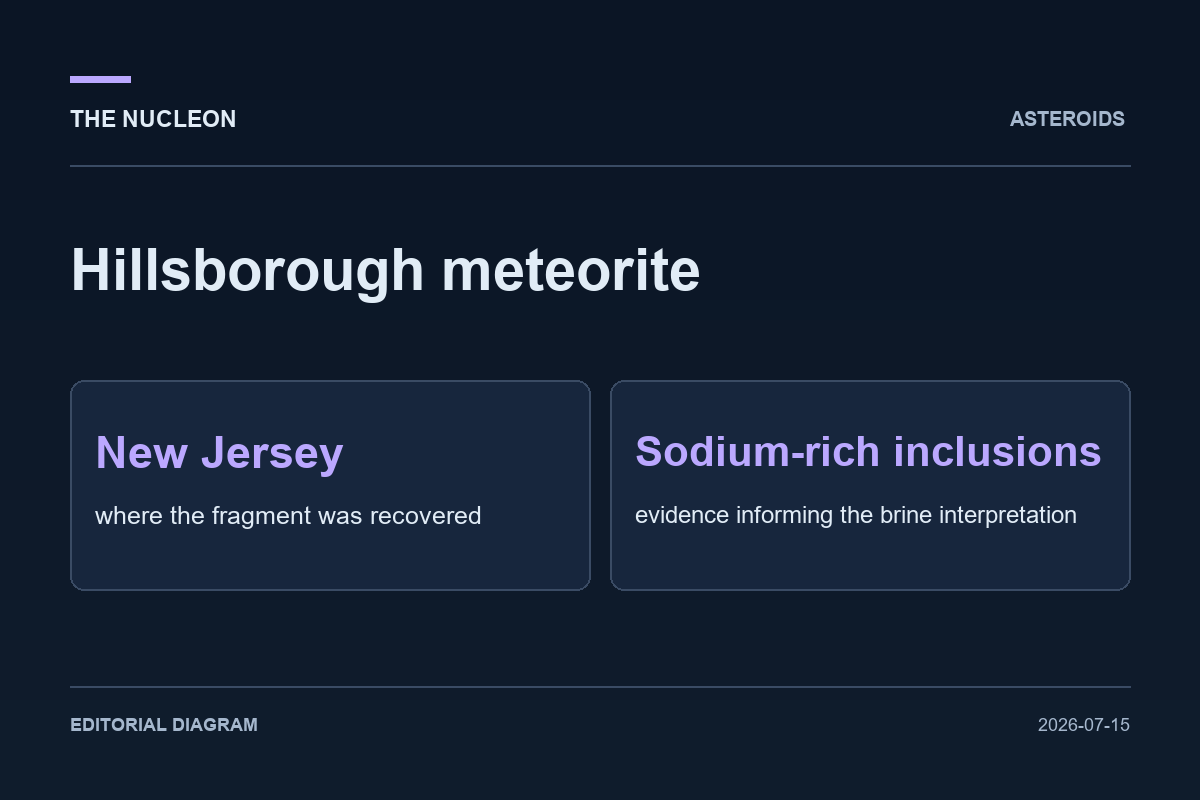 THE NUCLEON
ASTEROIDS
Hillsborough meteorite
New Jersey
where the fragment was recovered
Sodium-rich inclusions
evidence informing the brine interpretation
EDITORIAL DIAGRAM
2026-07-15